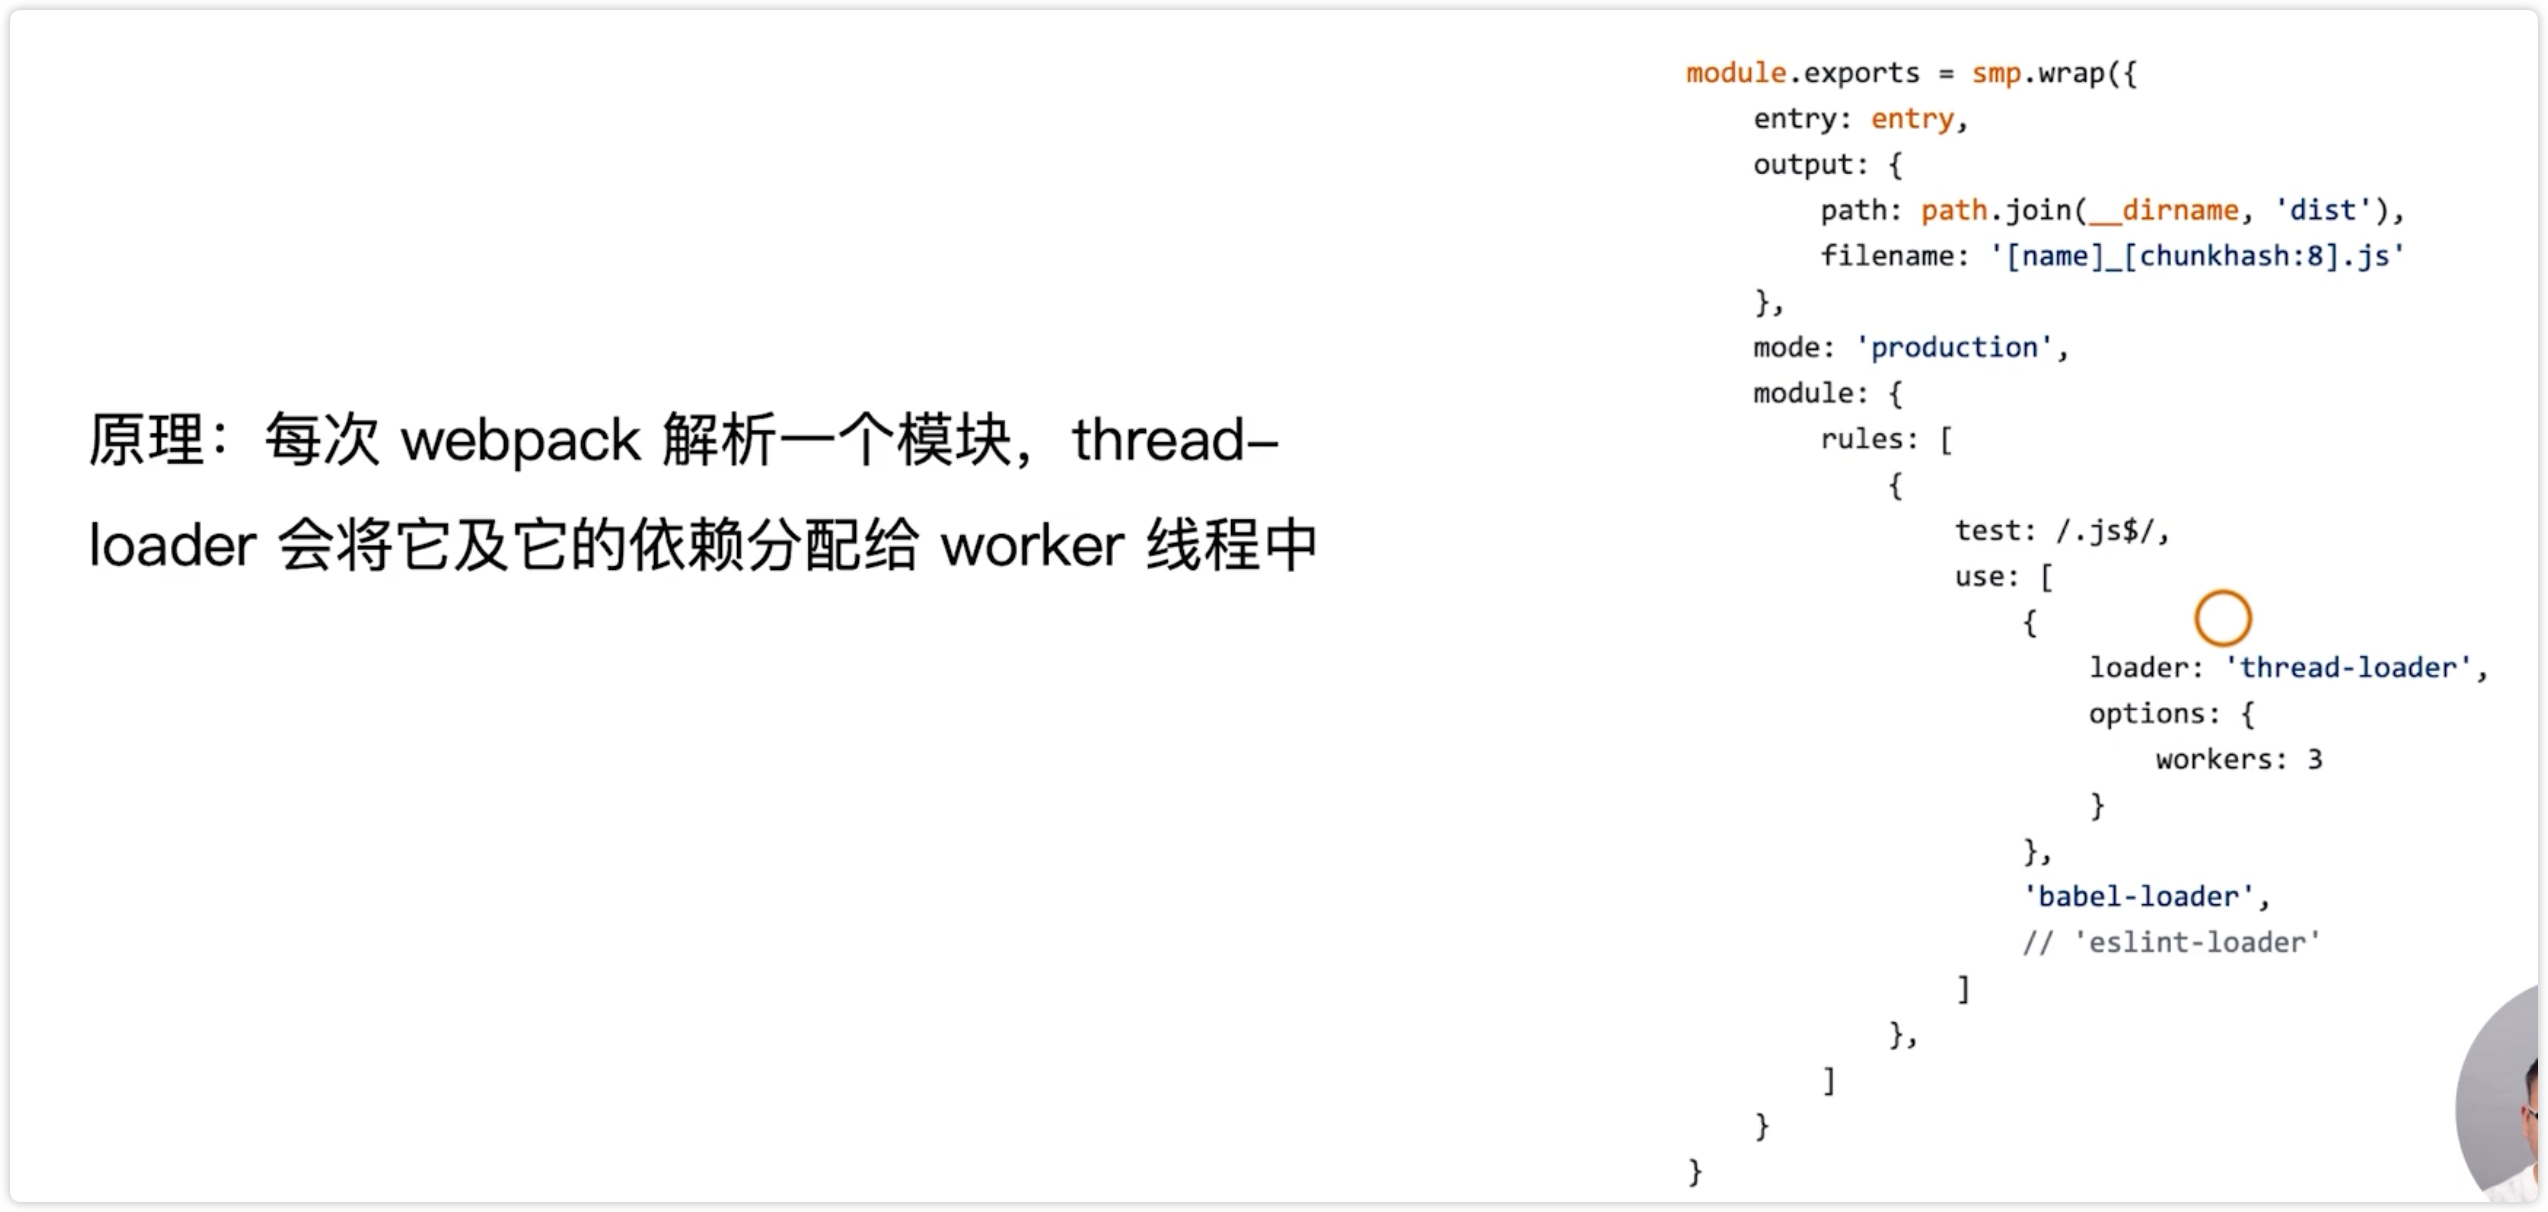 原理：每次 webpack 解析一个模块，thread-
loader 会将它及它的依赖分配给 worker 线程中
module.exports = smp.wrap({
    entry: entry,
    output: {
        path: path.join(__dirname, 'dist'),
        filename: '[name]_[chunkhash:8].js'
    },
    mode: 'production',
    module: {
        rules: [
            {
                test: /.js$/,
                use: [
                    {
                        loader: 'thread-loader',
                        options: {
                            workers: 3
                        }
                    },
                    'babel-loader',
                    // 'eslint-loader'
                ]
            },
        ]
    }
}